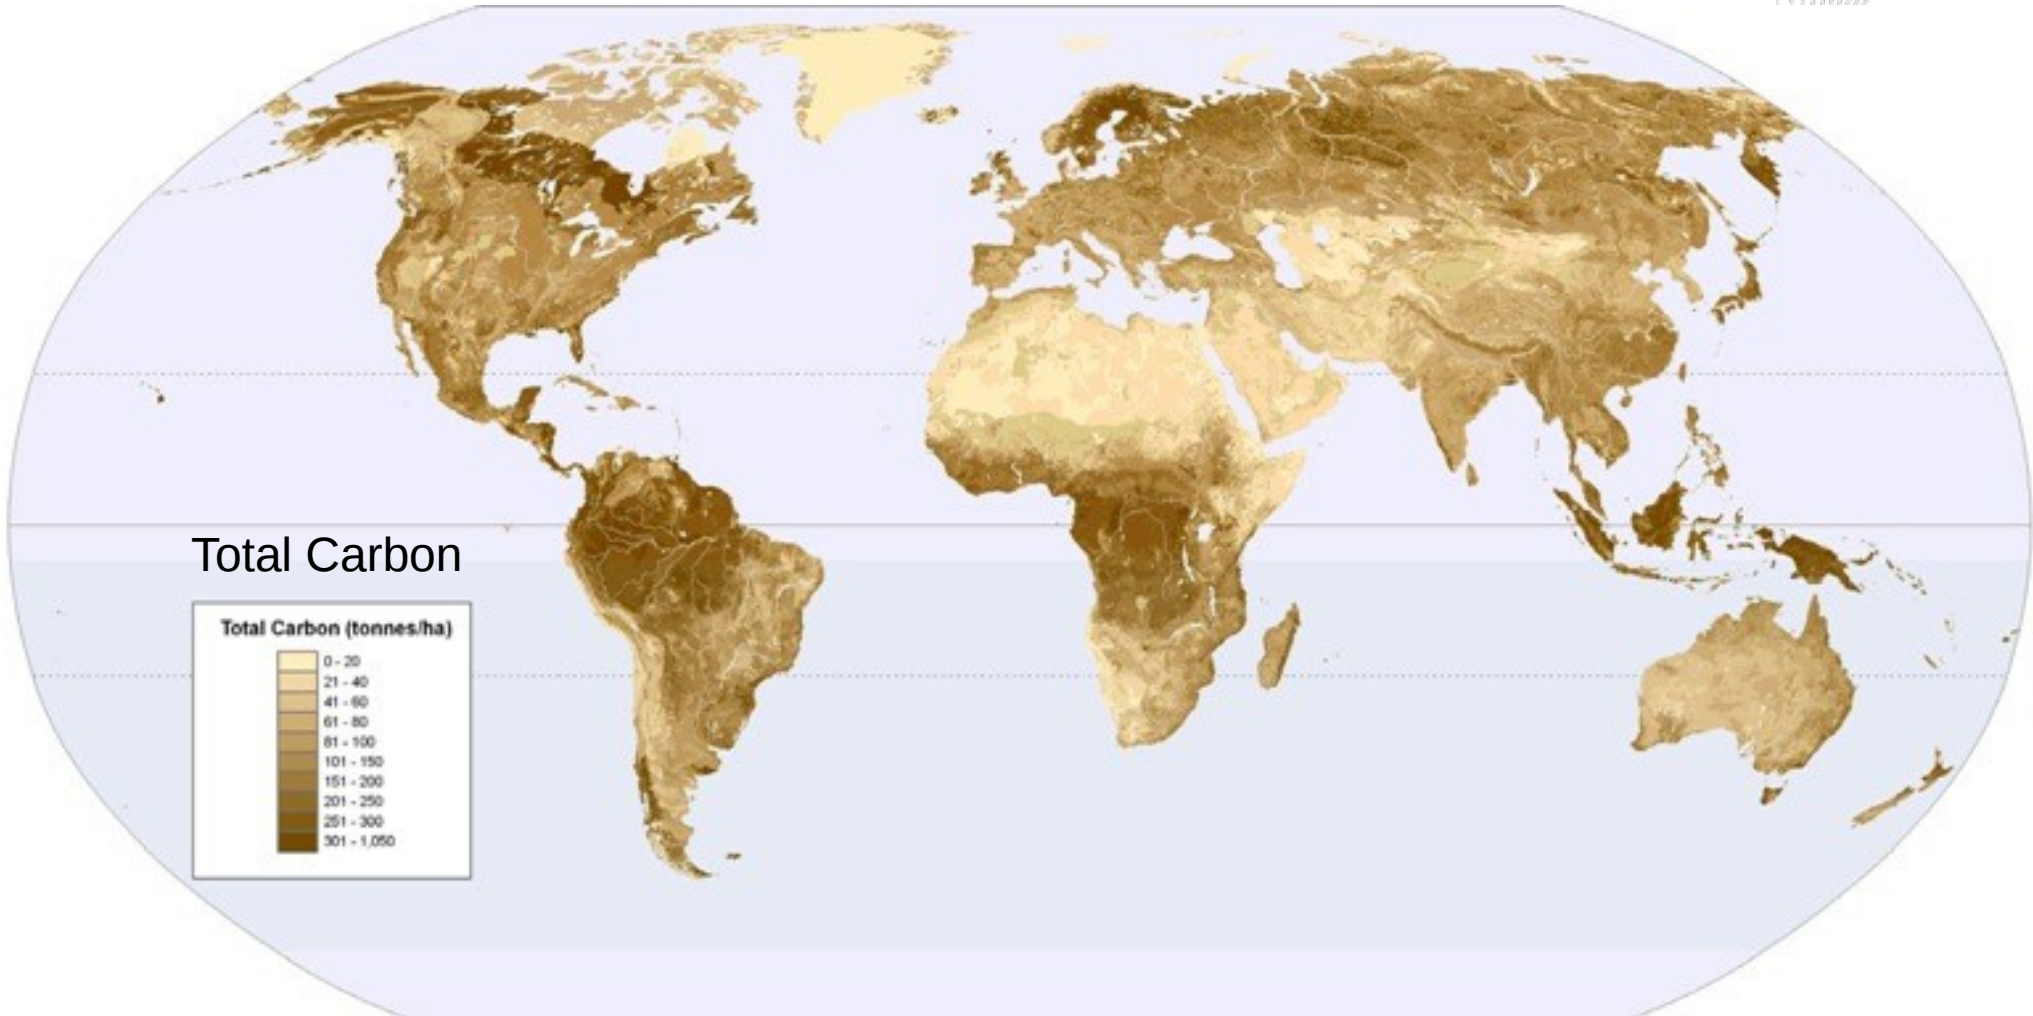 Total Carbon
Total Carbon (tonnes/ha)
0 - 20
21 - 40
41 - 60
61 - 80
81 - 100
101 - 150
151 - 200
201 - 250
251 - 300
301 - 1,050